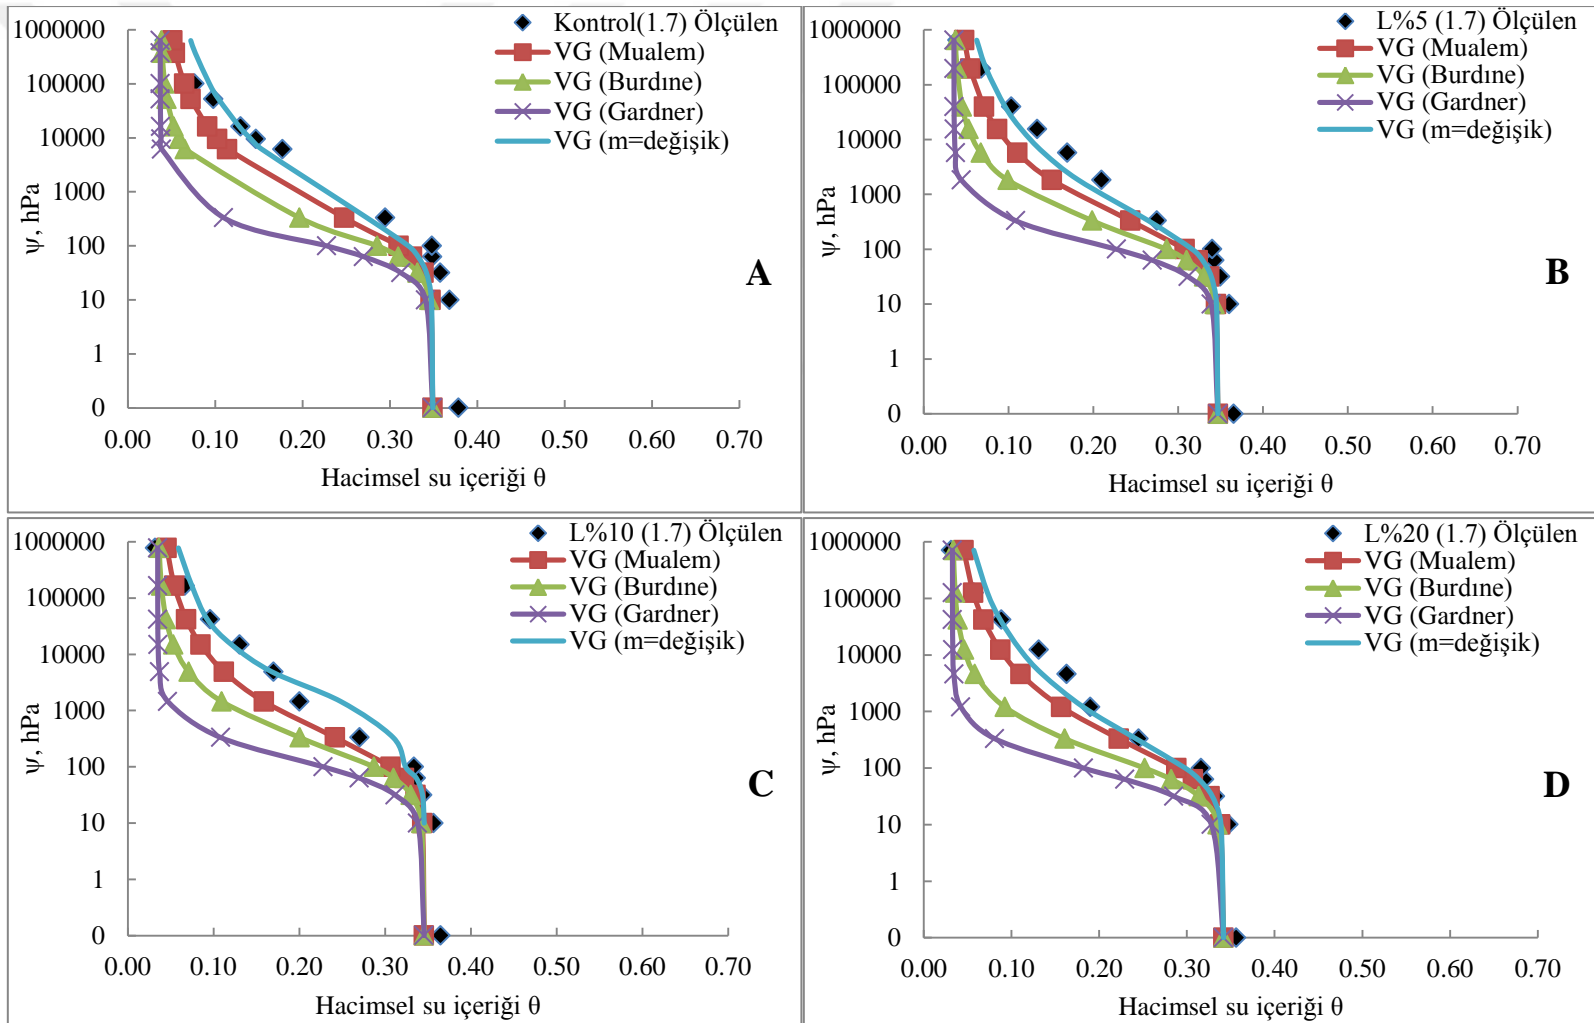 Kontrol(1.7) Ölçülen
VG (Mualem)
VG (Burdıne)
VG (Gardner)
VG (m=değişik)
1000000
100000
10000
1000
100
10
1
0
ψ, hPa
A
0.00 0.10 0.20 0.30 0.40 0.50 0.60 0.70
Hacimsel su içeriği θ
L%5 (1.7) Ölçülen
VG (Mualem)
VG (Burdıne)
VG (Gardner)
VG (m=değişik)
1000000
100000
10000
1000
100
10
1
0
ψ, hPa
B
0.00 0.10 0.20 0.30 0.40 0.50 0.60 0.70
Hacimsel su içeriği θ
L%10 (1.7) Ölçülen
VG (Mualem)
VG (Burdıne)
VG (Gardner)
VG (m=değişik)
1000000
100000
10000
1000
100
10
1
0
ψ, hPa
C
0.00 0.10 0.20 0.30 0.40 0.50 0.60 0.70
Hacimsel su içeriği θ
L%20 (1.7) Ölçülen
VG (Mualem)
VG (Burdıne)
VG (Gardner)
VG (m=değişik)
1000000
100000
10000
1000
100
10
1
0
ψ, hPa
D
0.00 0.10 0.20 0.30 0.40 0.50 0.60 0.70
Hacimsel su içeriği θ